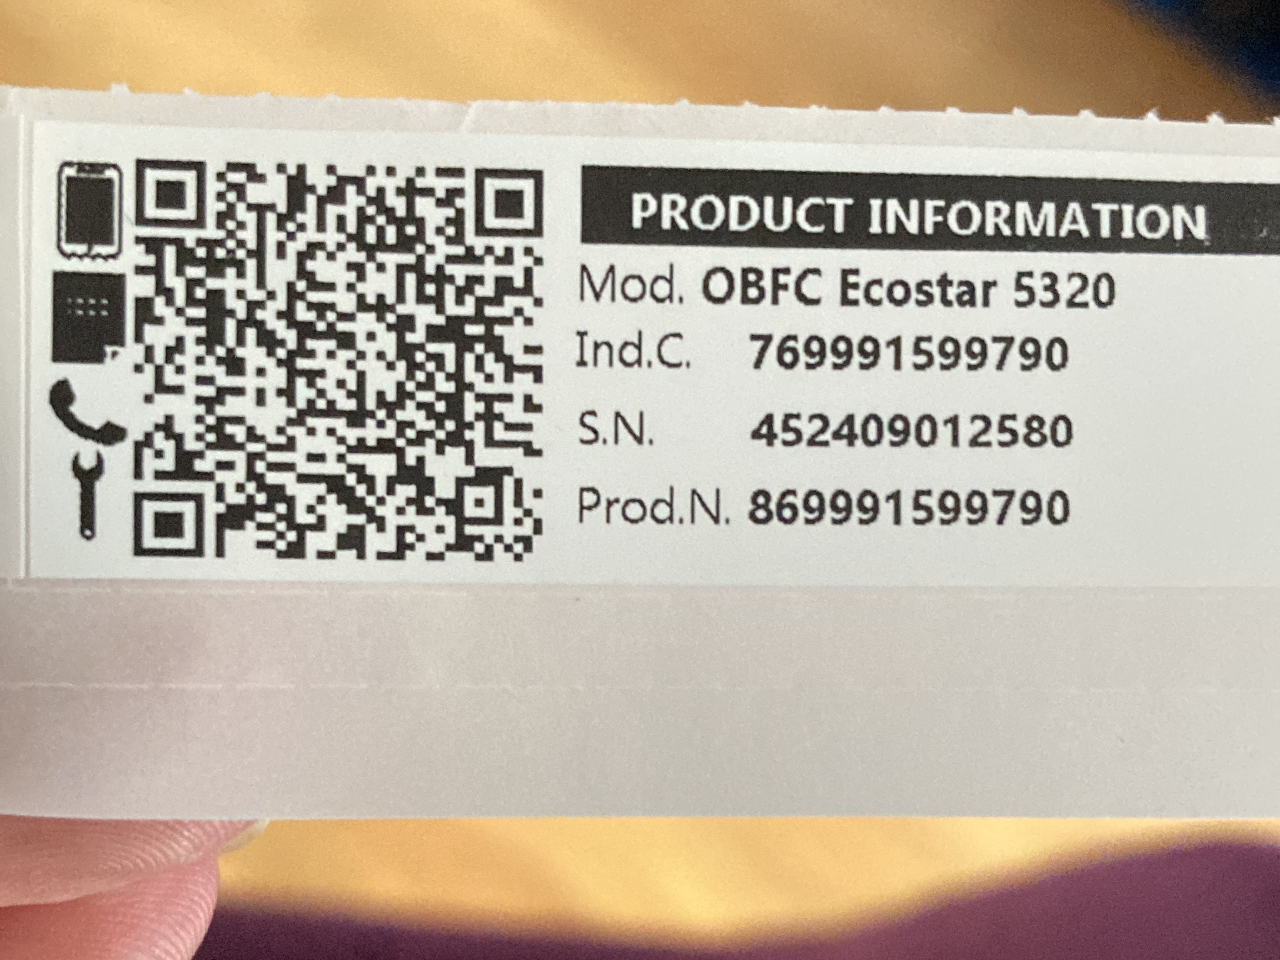 PRODUCT INFORMATION
Mod. OBFC Ecostar 5320
Ind.C. 769991599790
S.N. 452409012580
Prod.N. 869991599790